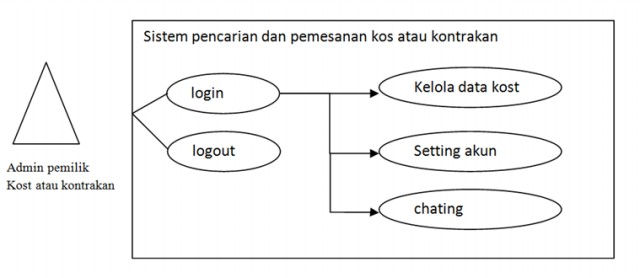 Sistem pencarian dan pemesanan kos atau kontrakan
login
Kelola data kost
logout
Setting akun
chating
Admin pemilik
Kost atau kontrakan